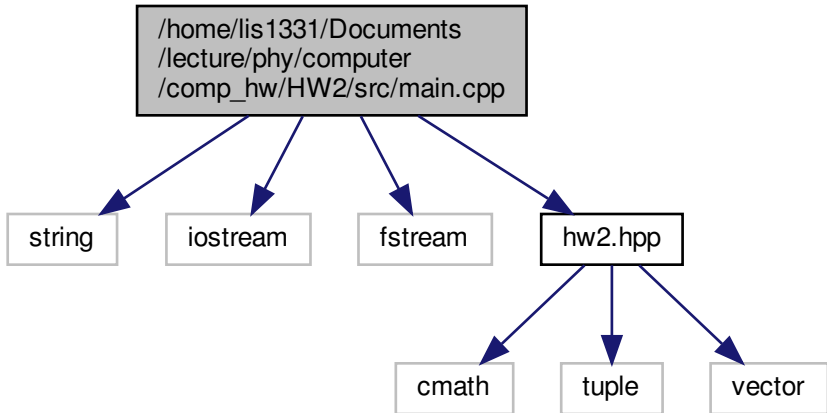 /home/lis1331/Documents
/lecture/phy/computer
/comp_hw/HW2/src/main.cpp
string
iostream
fstream
hw2.hpp
cmath
tuple
vector